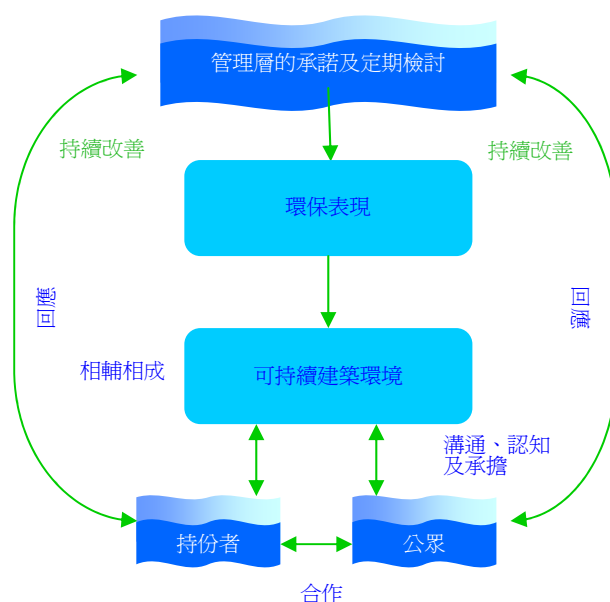 管理層的承諾及定期檢討
持續改善
持續改善
環保表現
回應
回應
相輔相成
可持續建築環境
溝通、認知
及承擔
持份者
公眾
合作